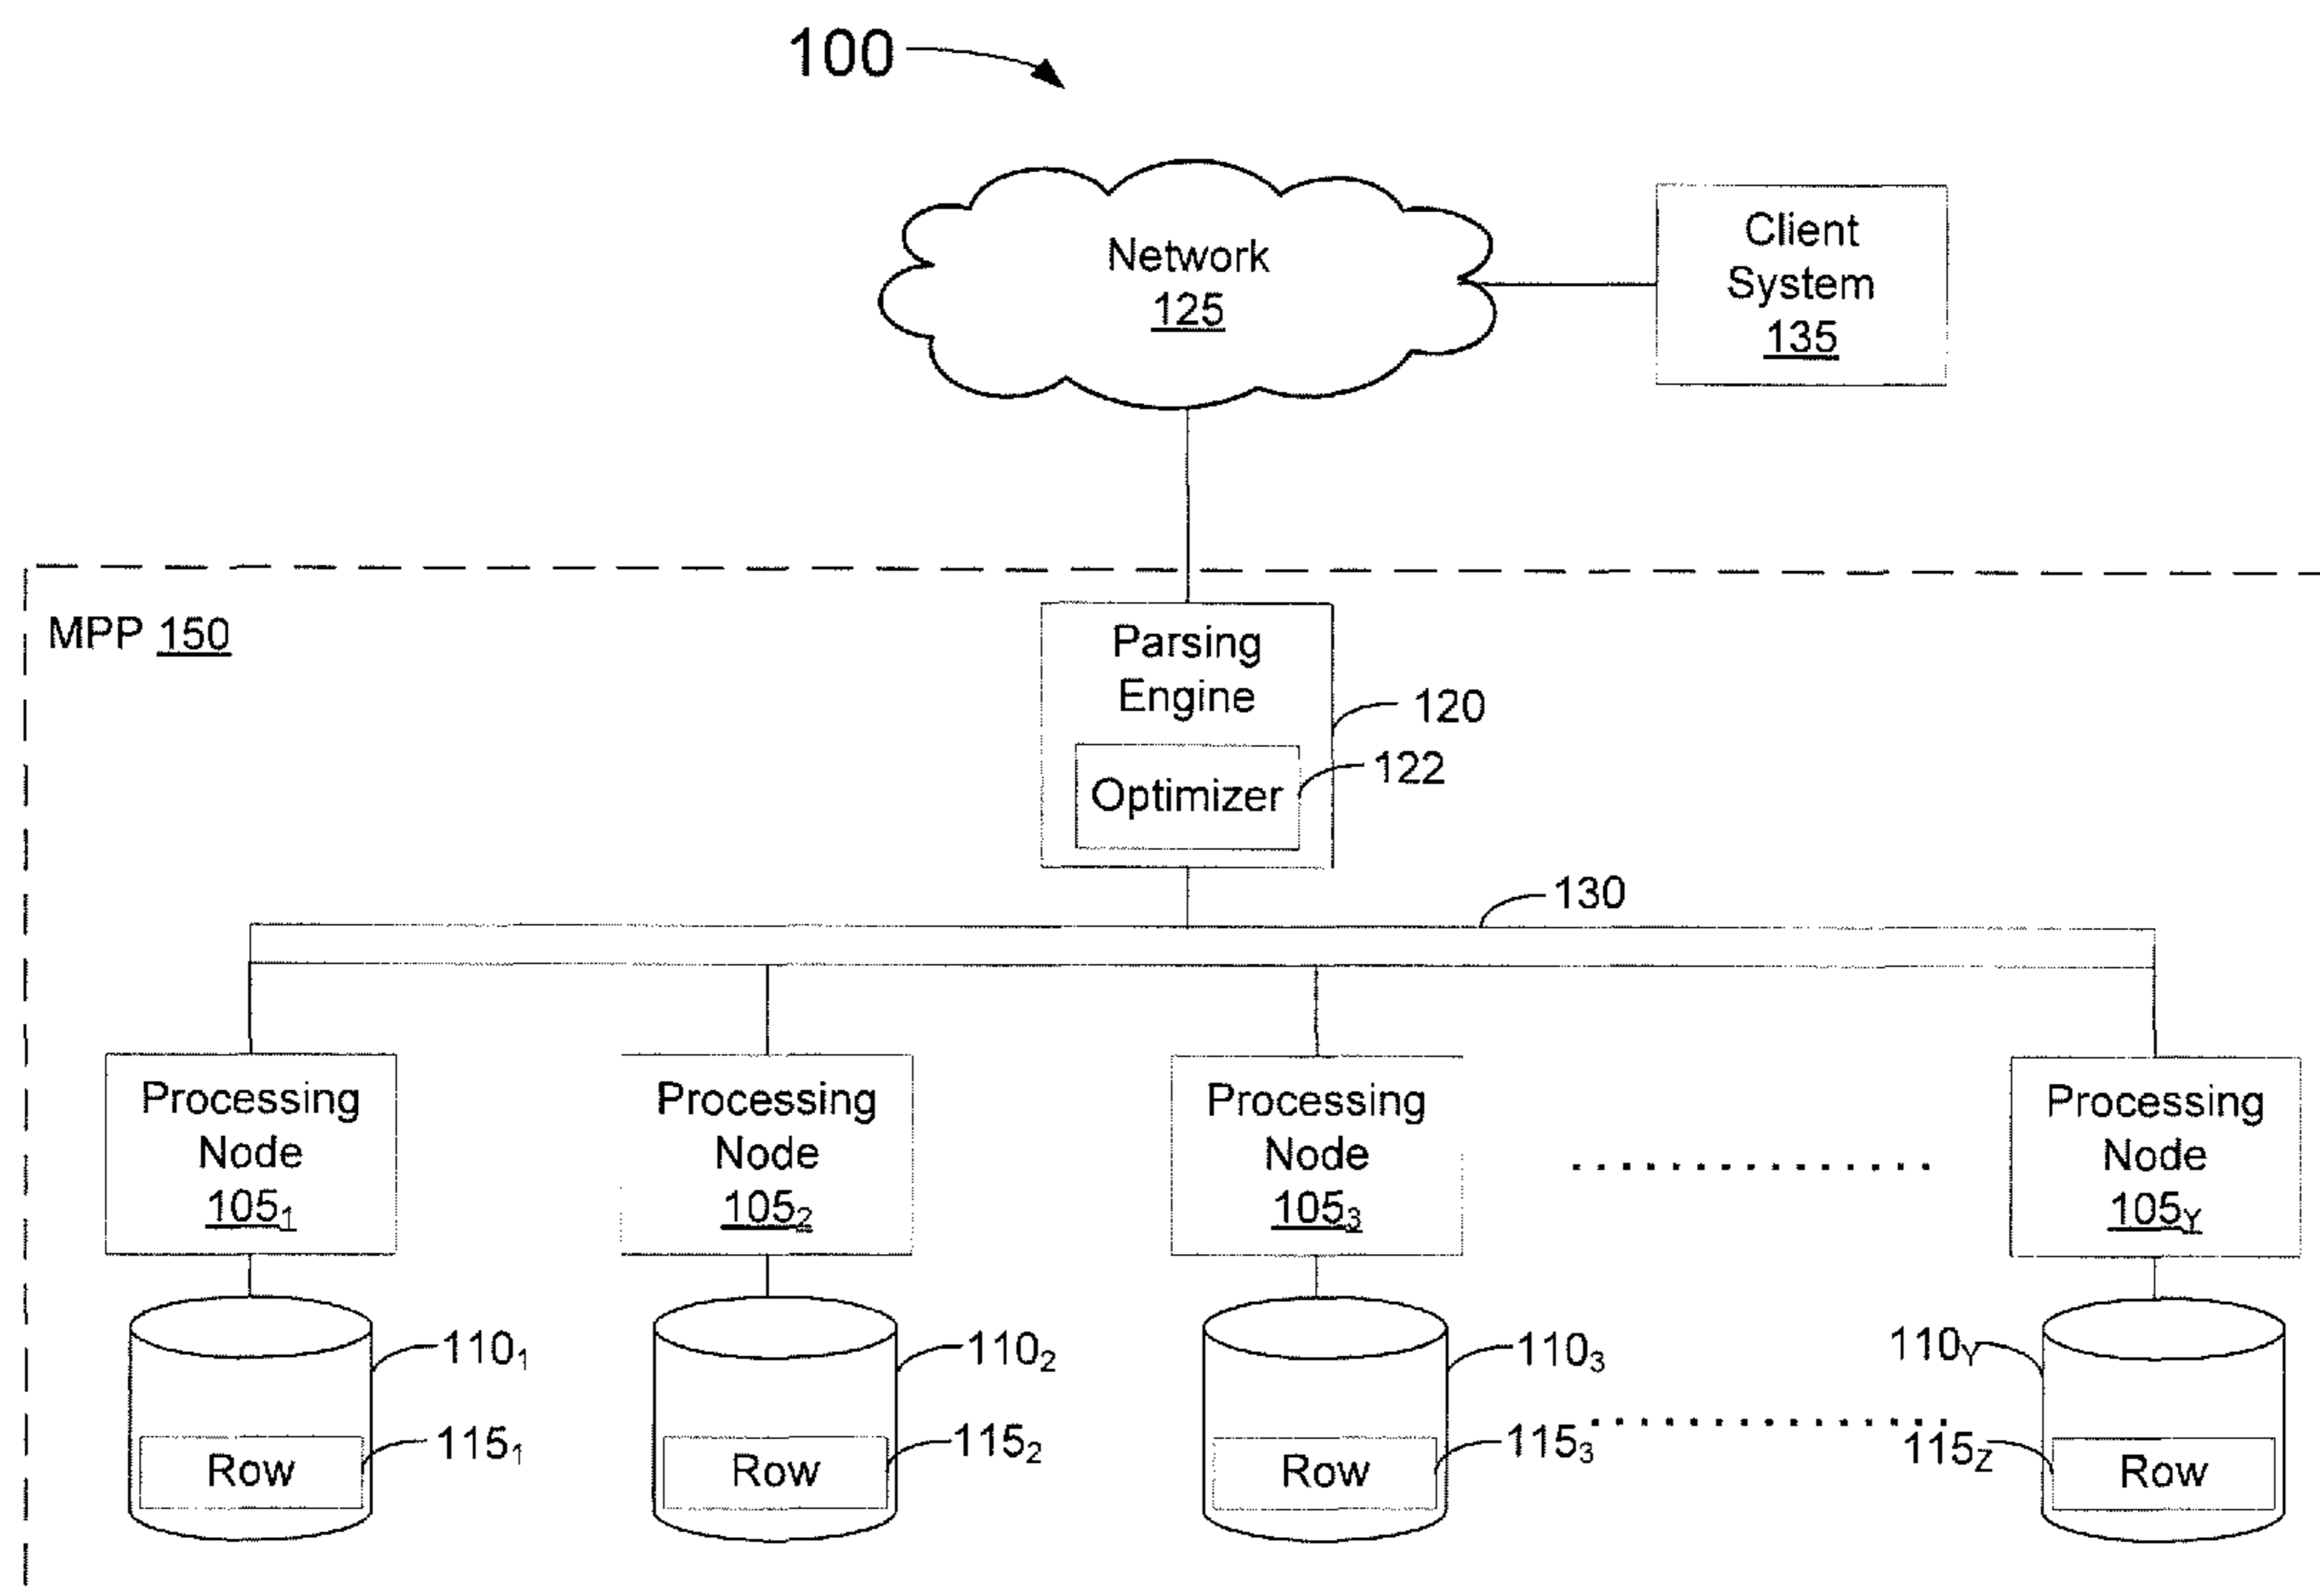 100
Network
125
Client
System
135
MPP 150
Parsing
Engine
120
Optimizer
122
130
Processing
Node
105₁
Processing
Node
105₂
Processing
Node
105₃
Processing
Node
105Y
110₁
110₂
110₃
110Y
Row
115₁
Row
115₂
Row
115₃
115Z
Row